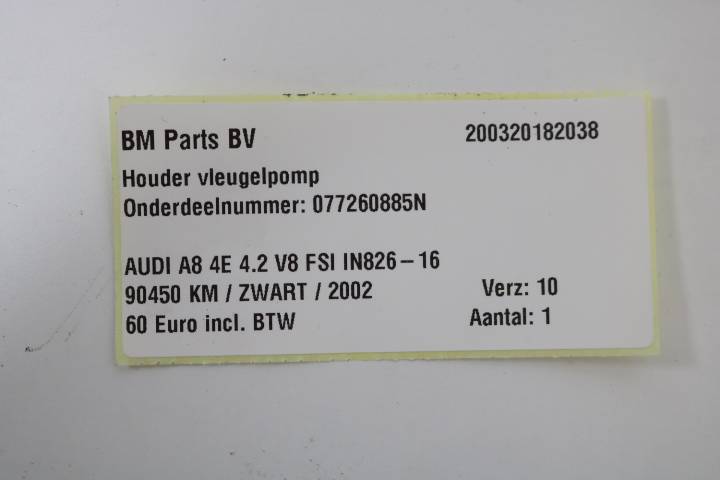 BM Parts BV 200320182038
Houder vleugelpomp
Onderdeelnummer: 077260885N
AUDI A8 4E 4.2 V8 FSI IN826-16
90450 KM / ZWART / 2002 Verz: 10
60 Euro incl. BTW Aantal: 1